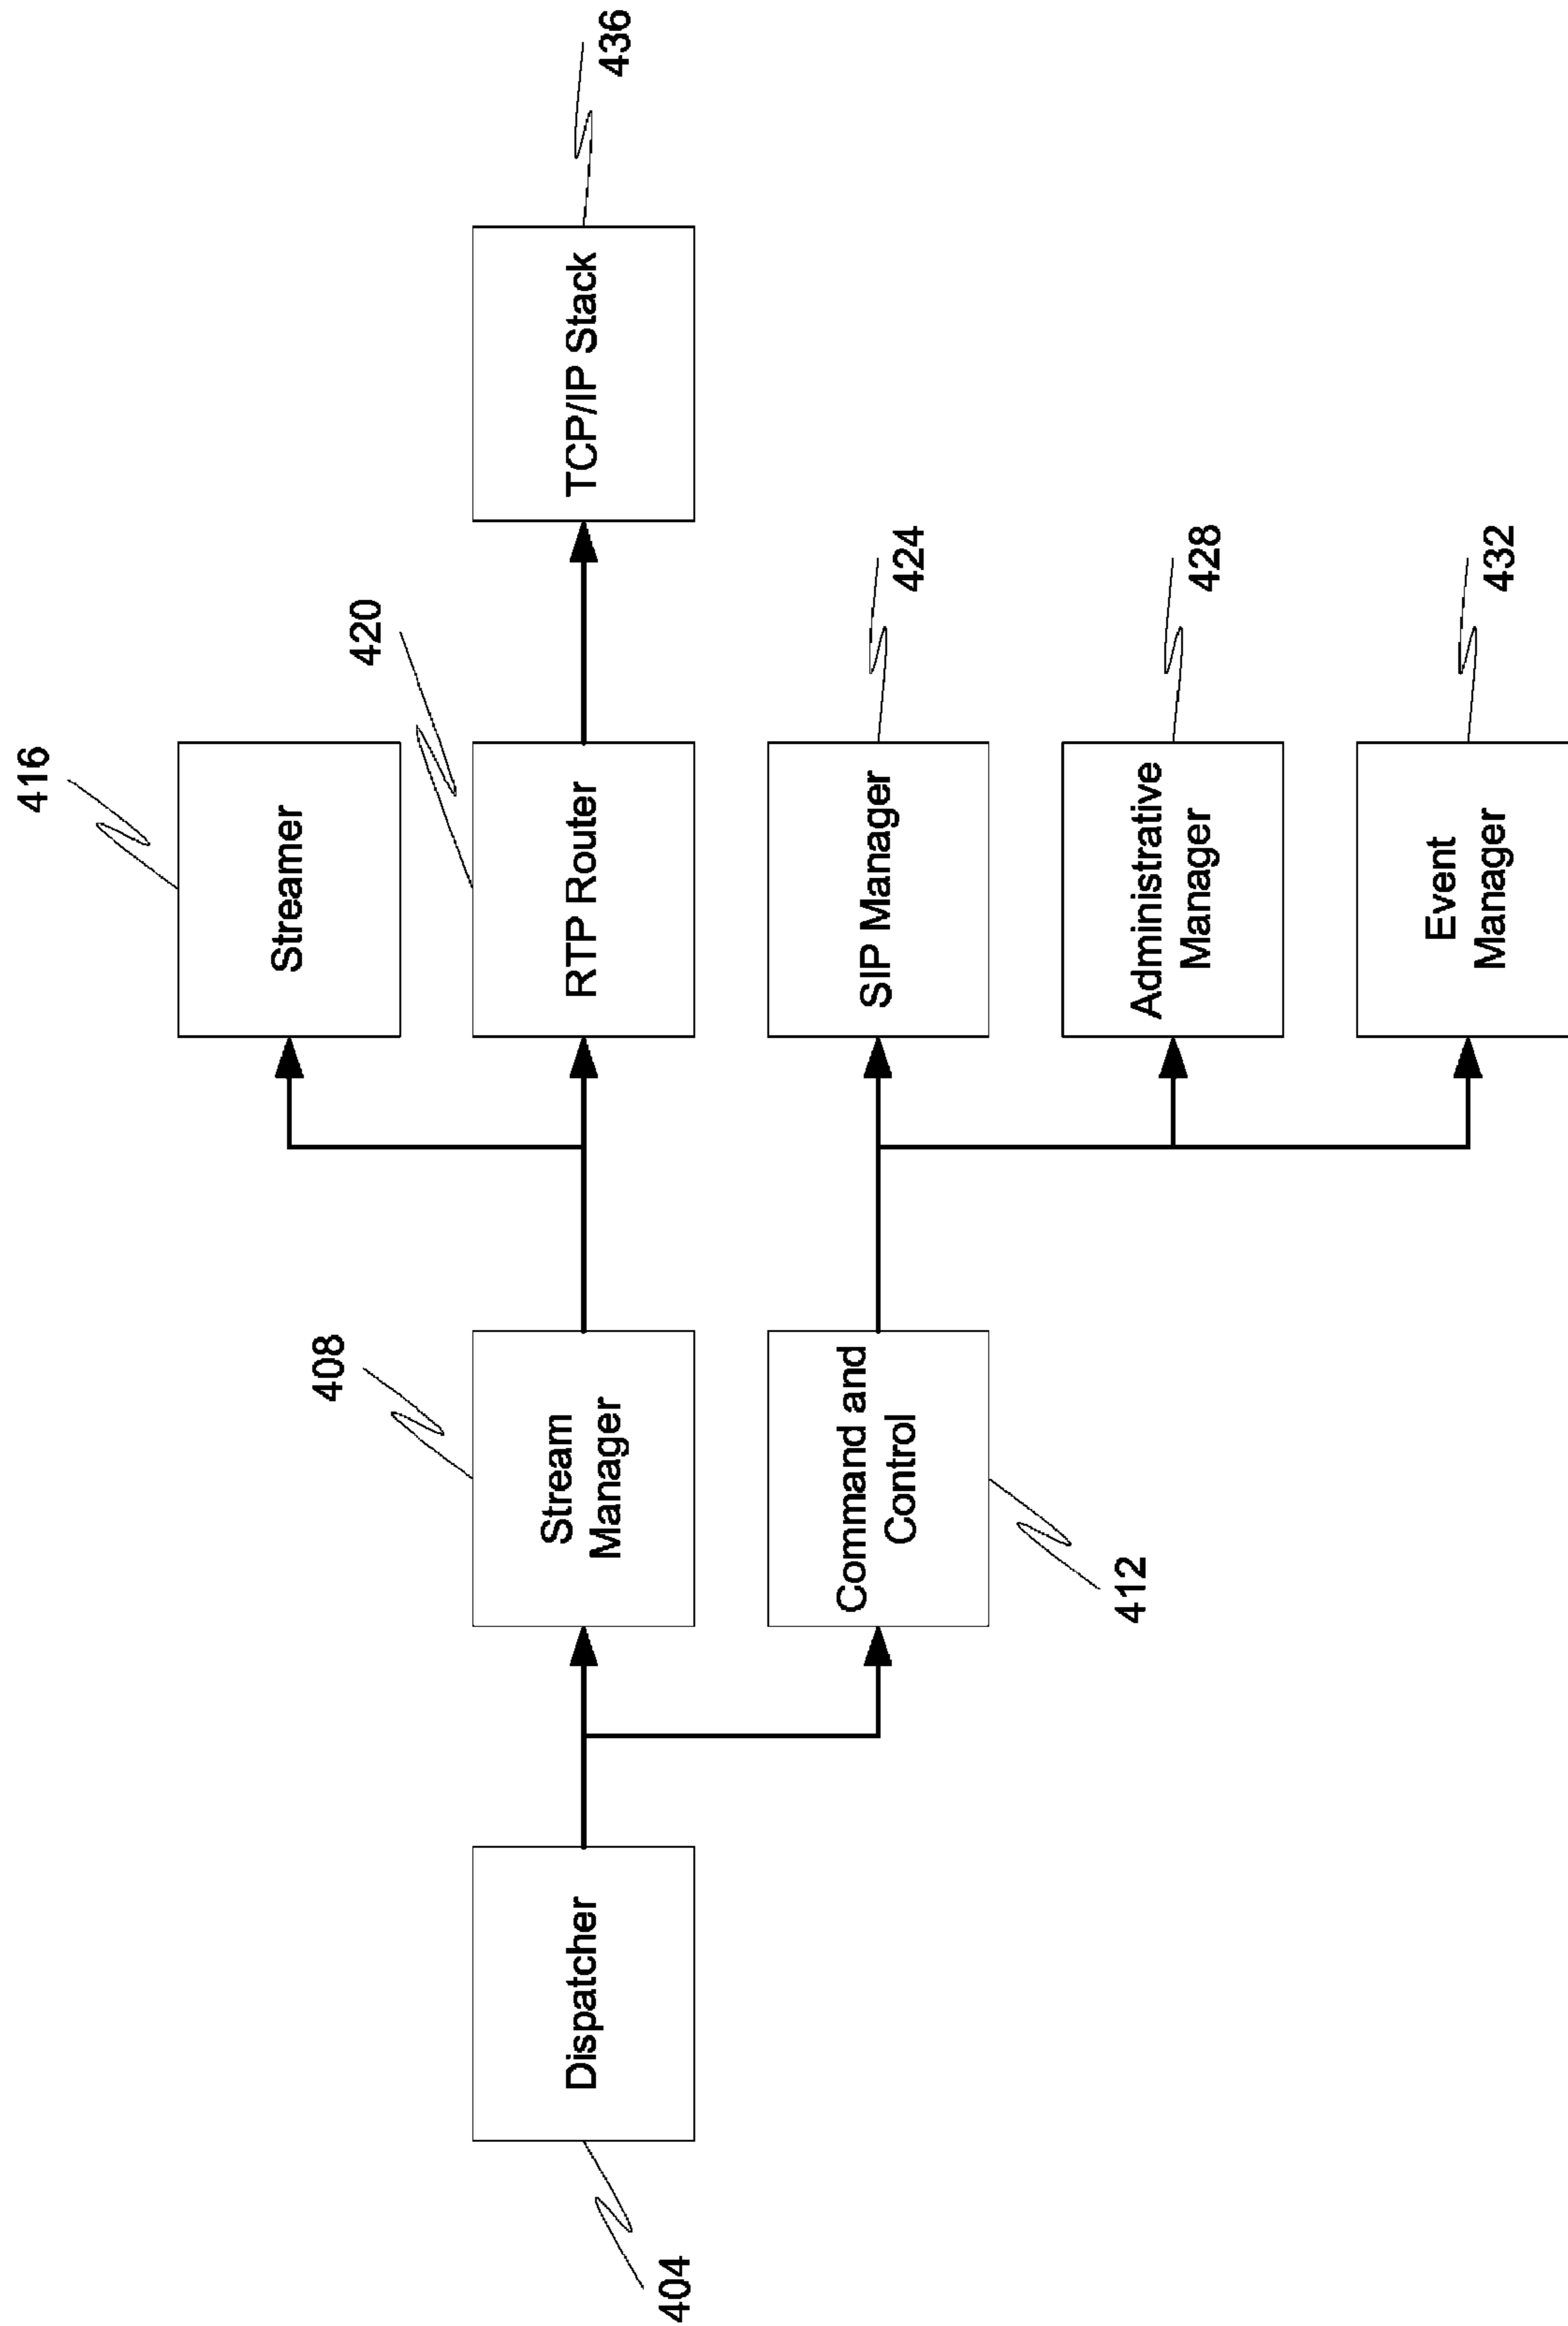 416
Streamer
420
408
Dispatcher
Stream
Manager
RTP Router
TCP/IP Stack
404
436
Command and
Control
SIP Manager
424
412
Administrative
Manager
428
Event
Manager
432